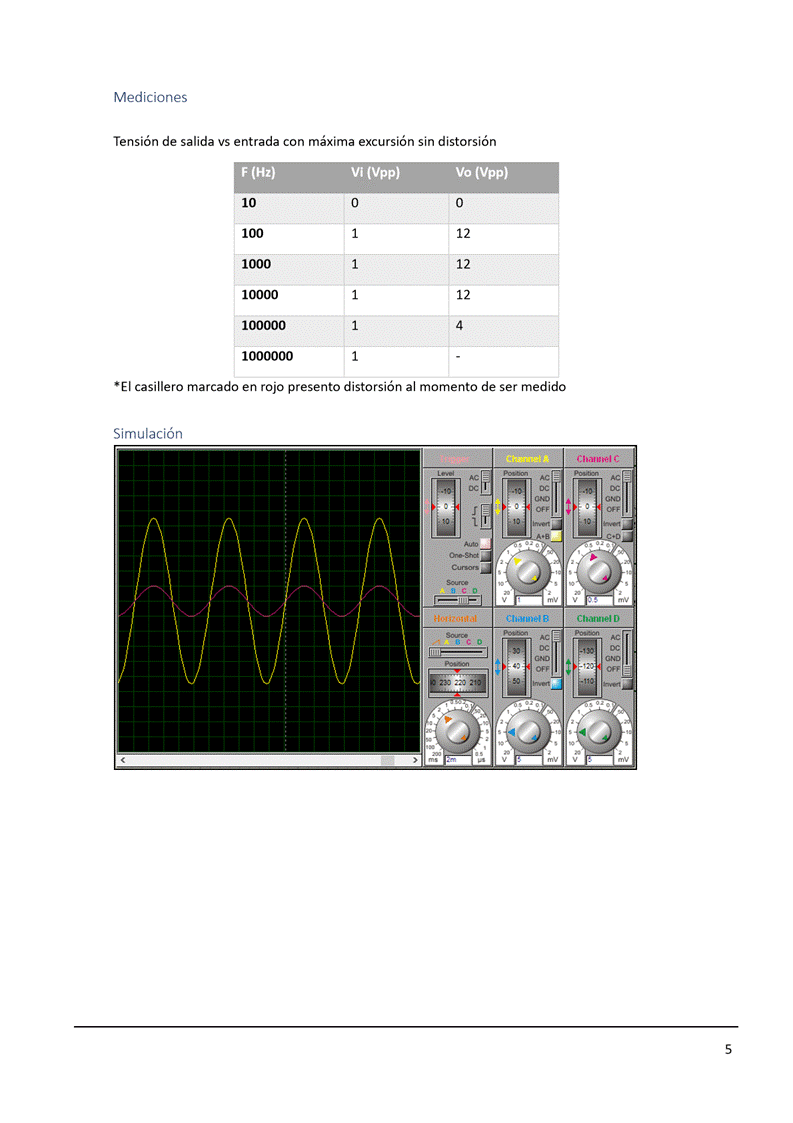 Mediciones
Tensión de salida vs entrada con máxima excursión sin distorsión
F (Hz) Vi (Vpp) Vo (Vpp)
10 0 0
100 1 12
1000 1 12
10000 1 12
100000 1 4
1000000 1 -
*El casillero marcado en rojo presento distorsión al momento de ser medido
Simulación
Trigger
Level
AC
DC
-10
0
10
Auto
One-Shot
Cursors
Source
A B C D
Channel A
Position
AC
DC
GND
OFF
Invert
A+B
-10
0
10
V 1 mV
Channel C
Position
AC
DC
GND
OFF
Invert
C+D
-10
0
10
V 0.5 mV
Horizontal
Source
A B C D
Position
230 220 210
ms 2m µs
Channel B
Position
AC
DC
GND
OFF
Invert
30
40
50
V 5 mV
Channel D
Position
AC
DC
GND
OFF
Invert
-130
-120
-110
V 5 mV
5